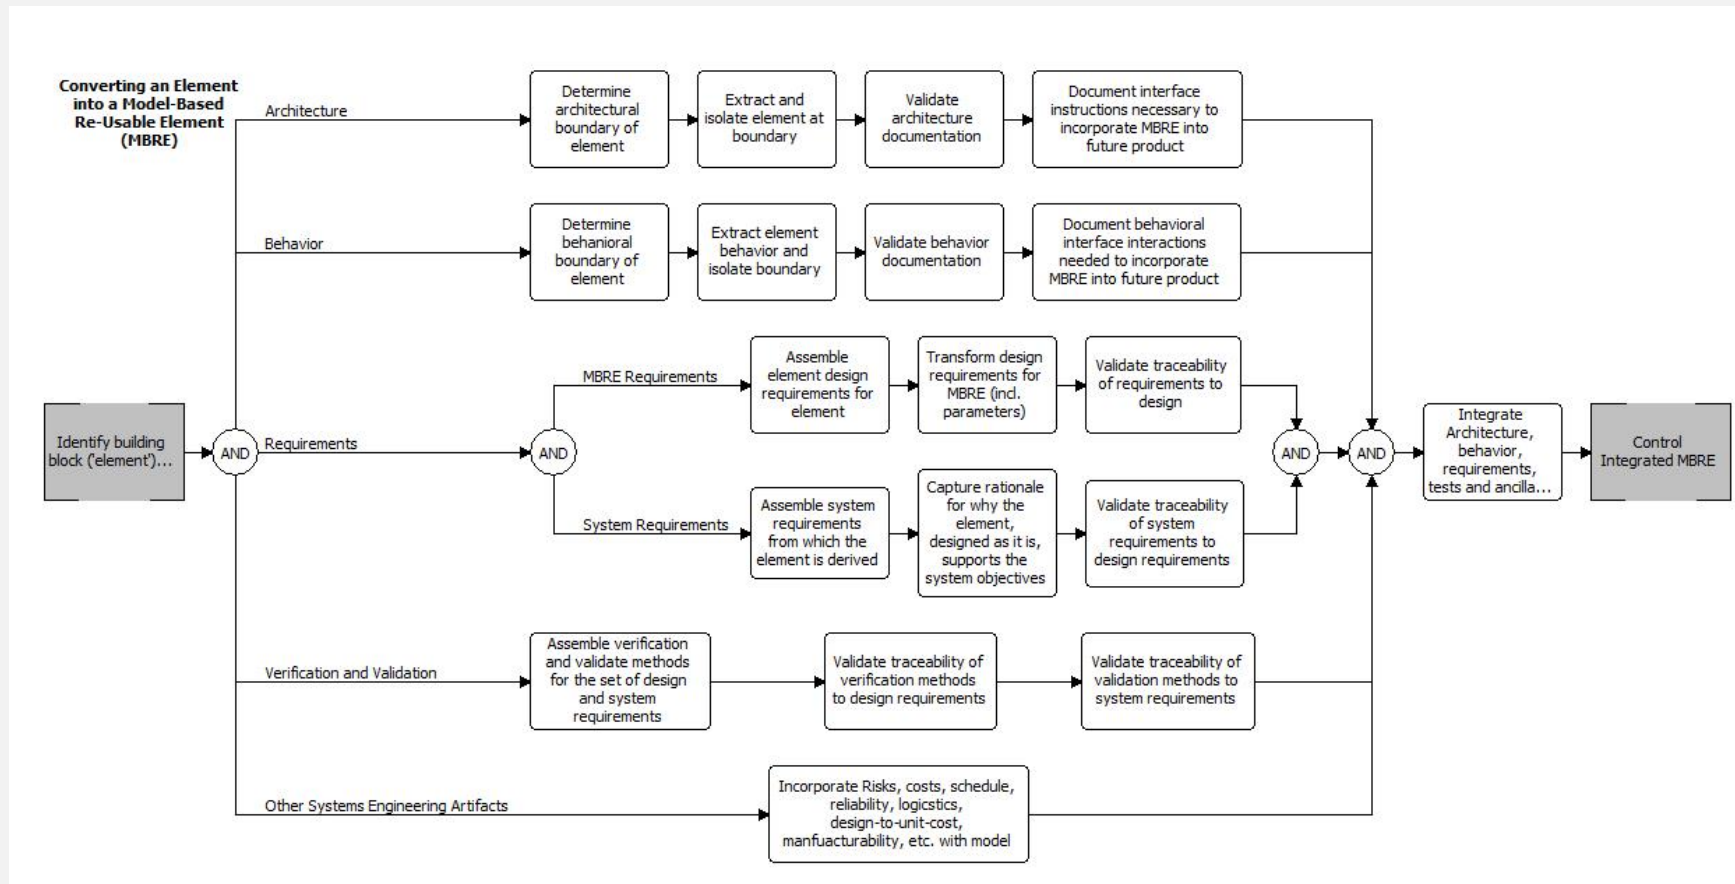 Converting an Element
into a Model-Based
Re-Usable Element
(MBRE)
Architecture
Determine
architectural
boundary of
element
Extract and
isolate element at
boundary
Validate
architecture
documentation
Document interface
instructions necessary to
incorporate MBRE into
future product
Behavior
Determine
behanioral
boundary of
element
Extract element
behavior and
isolate boundary
Validate behavior
documentation
Document behavioral
interface interactions
needed to incorporate
MBRE into future product
Identify building
block ('element')...
AND
Requirements
AND
MBRE Requirements
Assemble
element design
requirements for
element
Transform design
requirements for
MBRE (incl.
parameters)
Validate traceability
of requirements to
design
System Requirements
Assemble system
requirements
from which the
element is derived
Capture rationale
for why the
element,
designed as it is,
supports the
system objectives
Validate traceability
of system
requirements to
design requirements
AND
AND
Integrate
Architecture,
behavior,
requirements,
tests and ancilla...
Control
Integrated MBRE
Verification and Validation
Assemble verification
and validate methods
for the set of design
and system
requirements
Validate traceability of
verification methods
to design requirements
Validate traceability of
validation methods to
system requirements
Other Systems Engineering Artifacts
Incorporate Risks, costs, schedule,
reliability, logicstics,
design-to-unit-cost,
manfuacturability, etc. with model